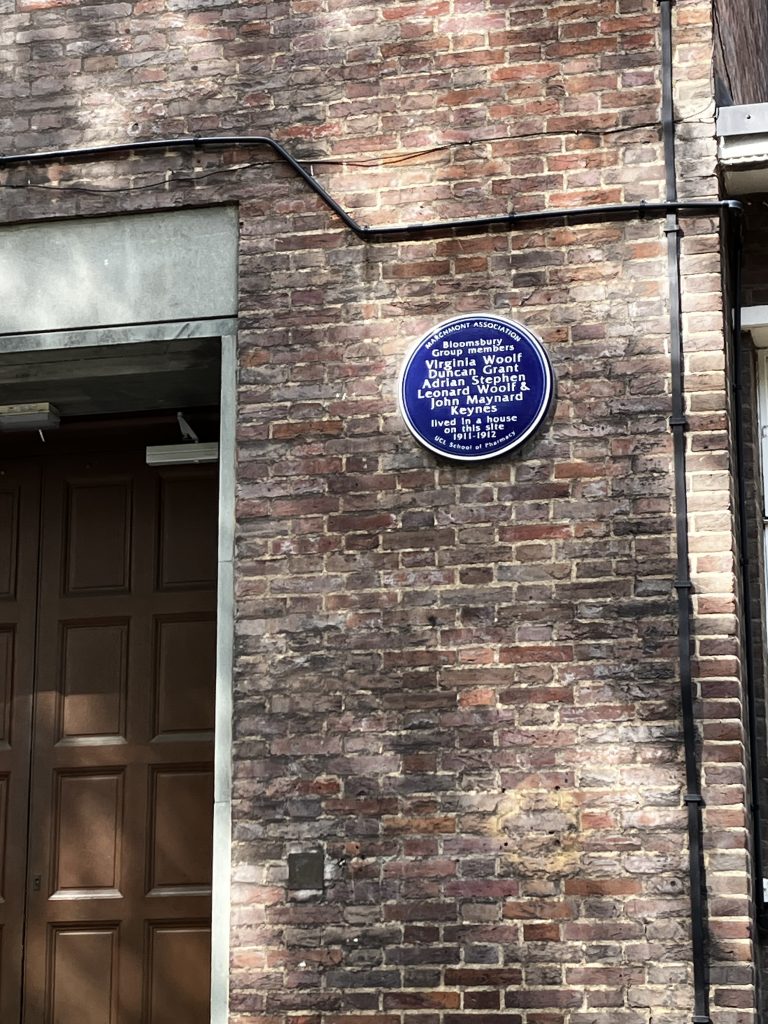 MARCHMONT ASSOCIATION
Bloomsbury
Group members
Virginia Woolf
Duncan Grant
Adrian Stephen
Leonard Woolf &
John Maynard
Keynes
lived in a house
on this site
1911-1912
UCL School of Pharmacy